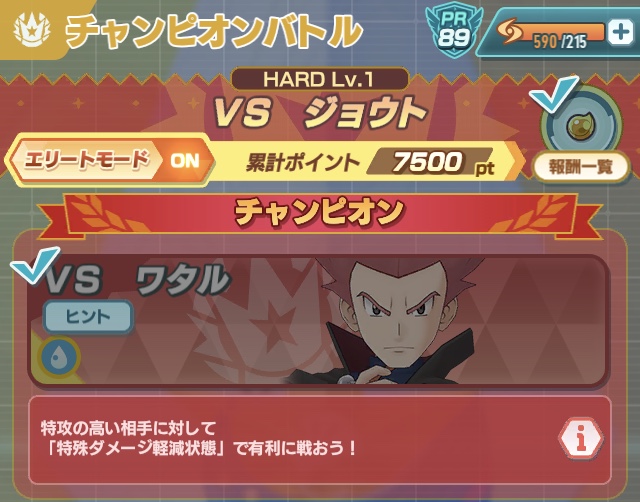 チャンピオンバトル
PR
89
590/215
HARD Lv.1
VS ジョウト
エリートモード ON
累計ポイント 7500 pt
報酬一覧
チャンピオン
VS ワタル
ヒント
特攻の高い相手に対して
「特殊ダメージ軽減状態」で有利に戦おう！